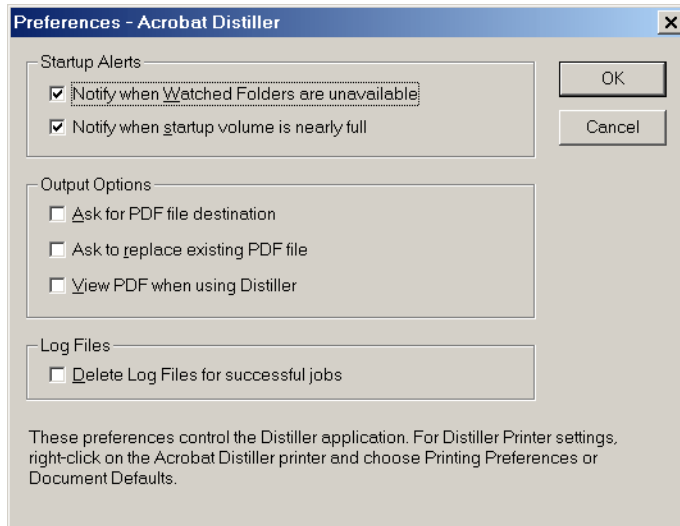 Preferences - Acrobat Distiller
Startup Alerts
Notify when Watched Folders are unavailable
OK
Notify when startup volume is nearly full
Cancel
Output Options
Ask for PDF file destination
Ask to replace existing PDF file
View PDF when using Distiller
Log Files
Delete Log Files for successful jobs
These preferences control the Distiller application. For Distiller Printer settings,
right-click on the Acrobat Distiller printer and choose Printing Preferences or
Document Defaults.